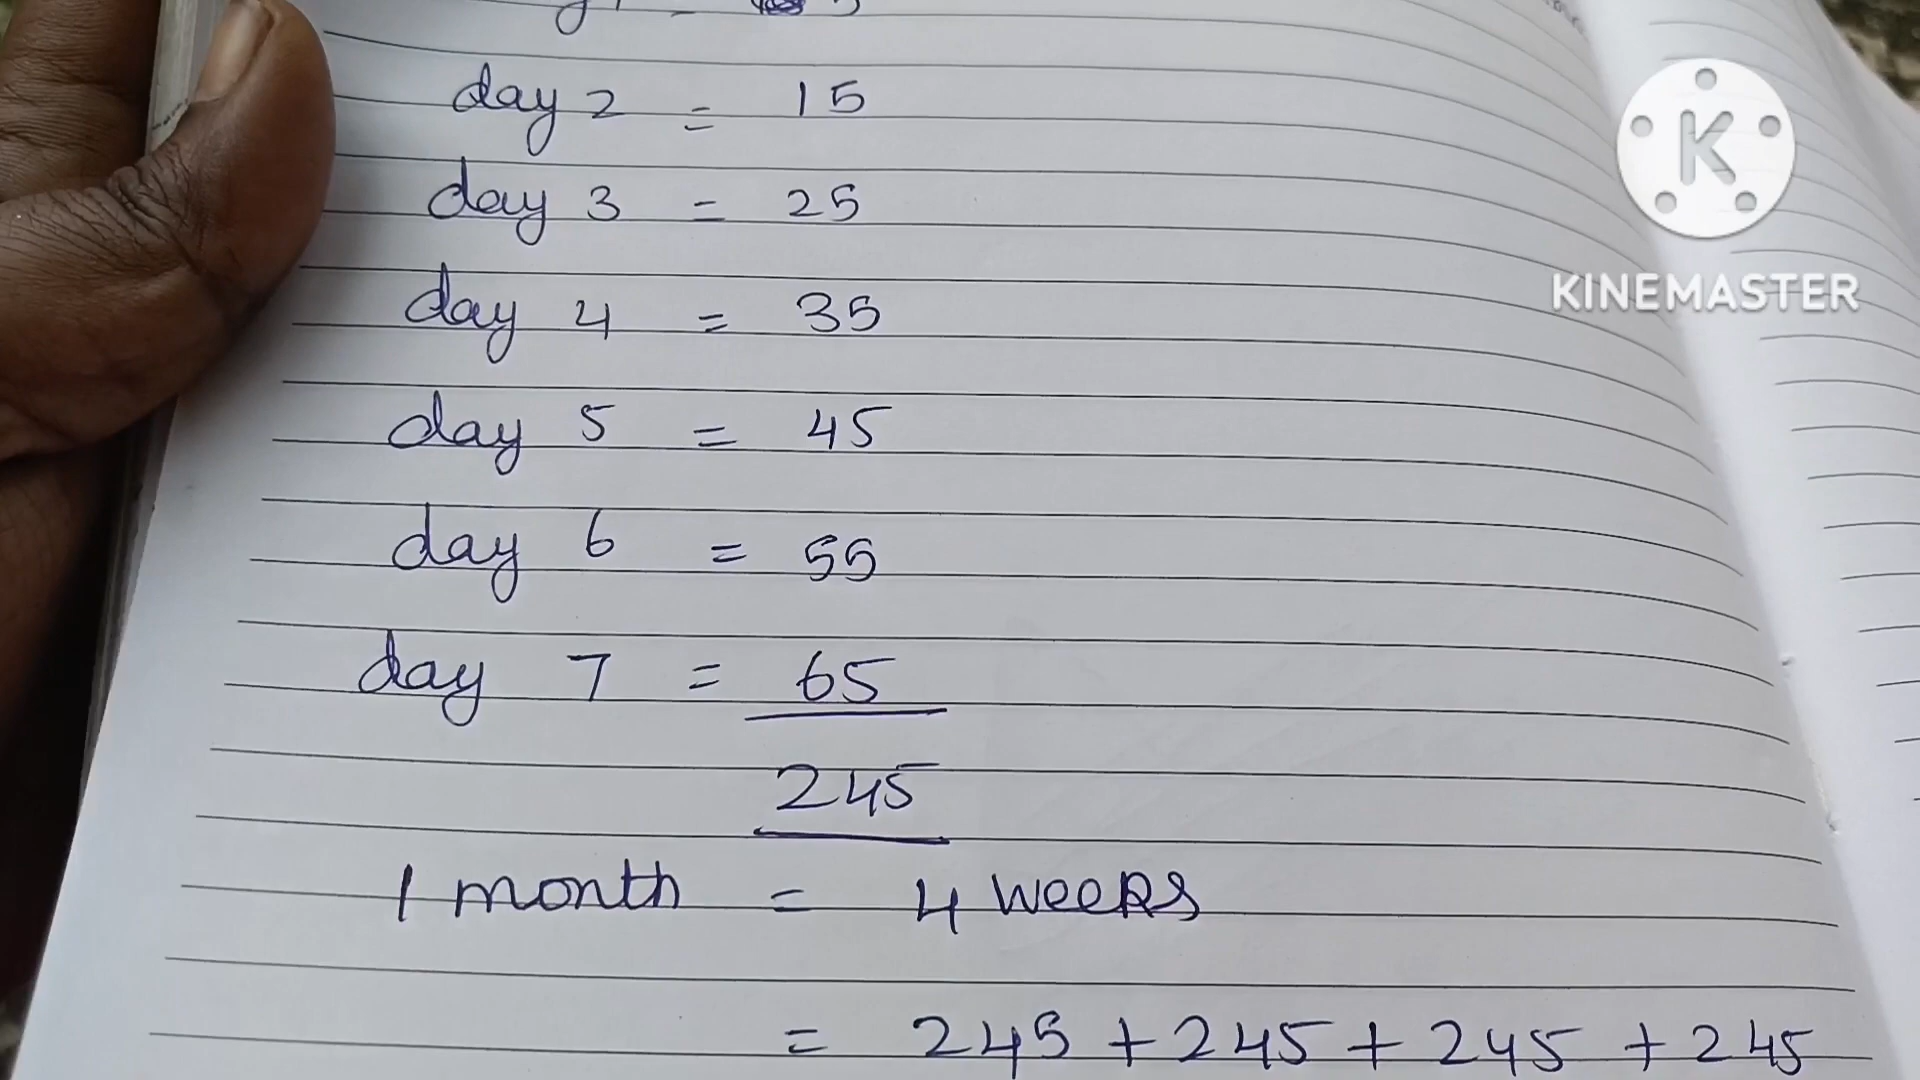 day 2 = 15
day 3 = 25
day 4 = 35
day 5 = 45
day 6 = 55
day 7 = 65
245
1 month = 4 weeks
= 245 + 245 + 245 + 245
K
KINEMASTER